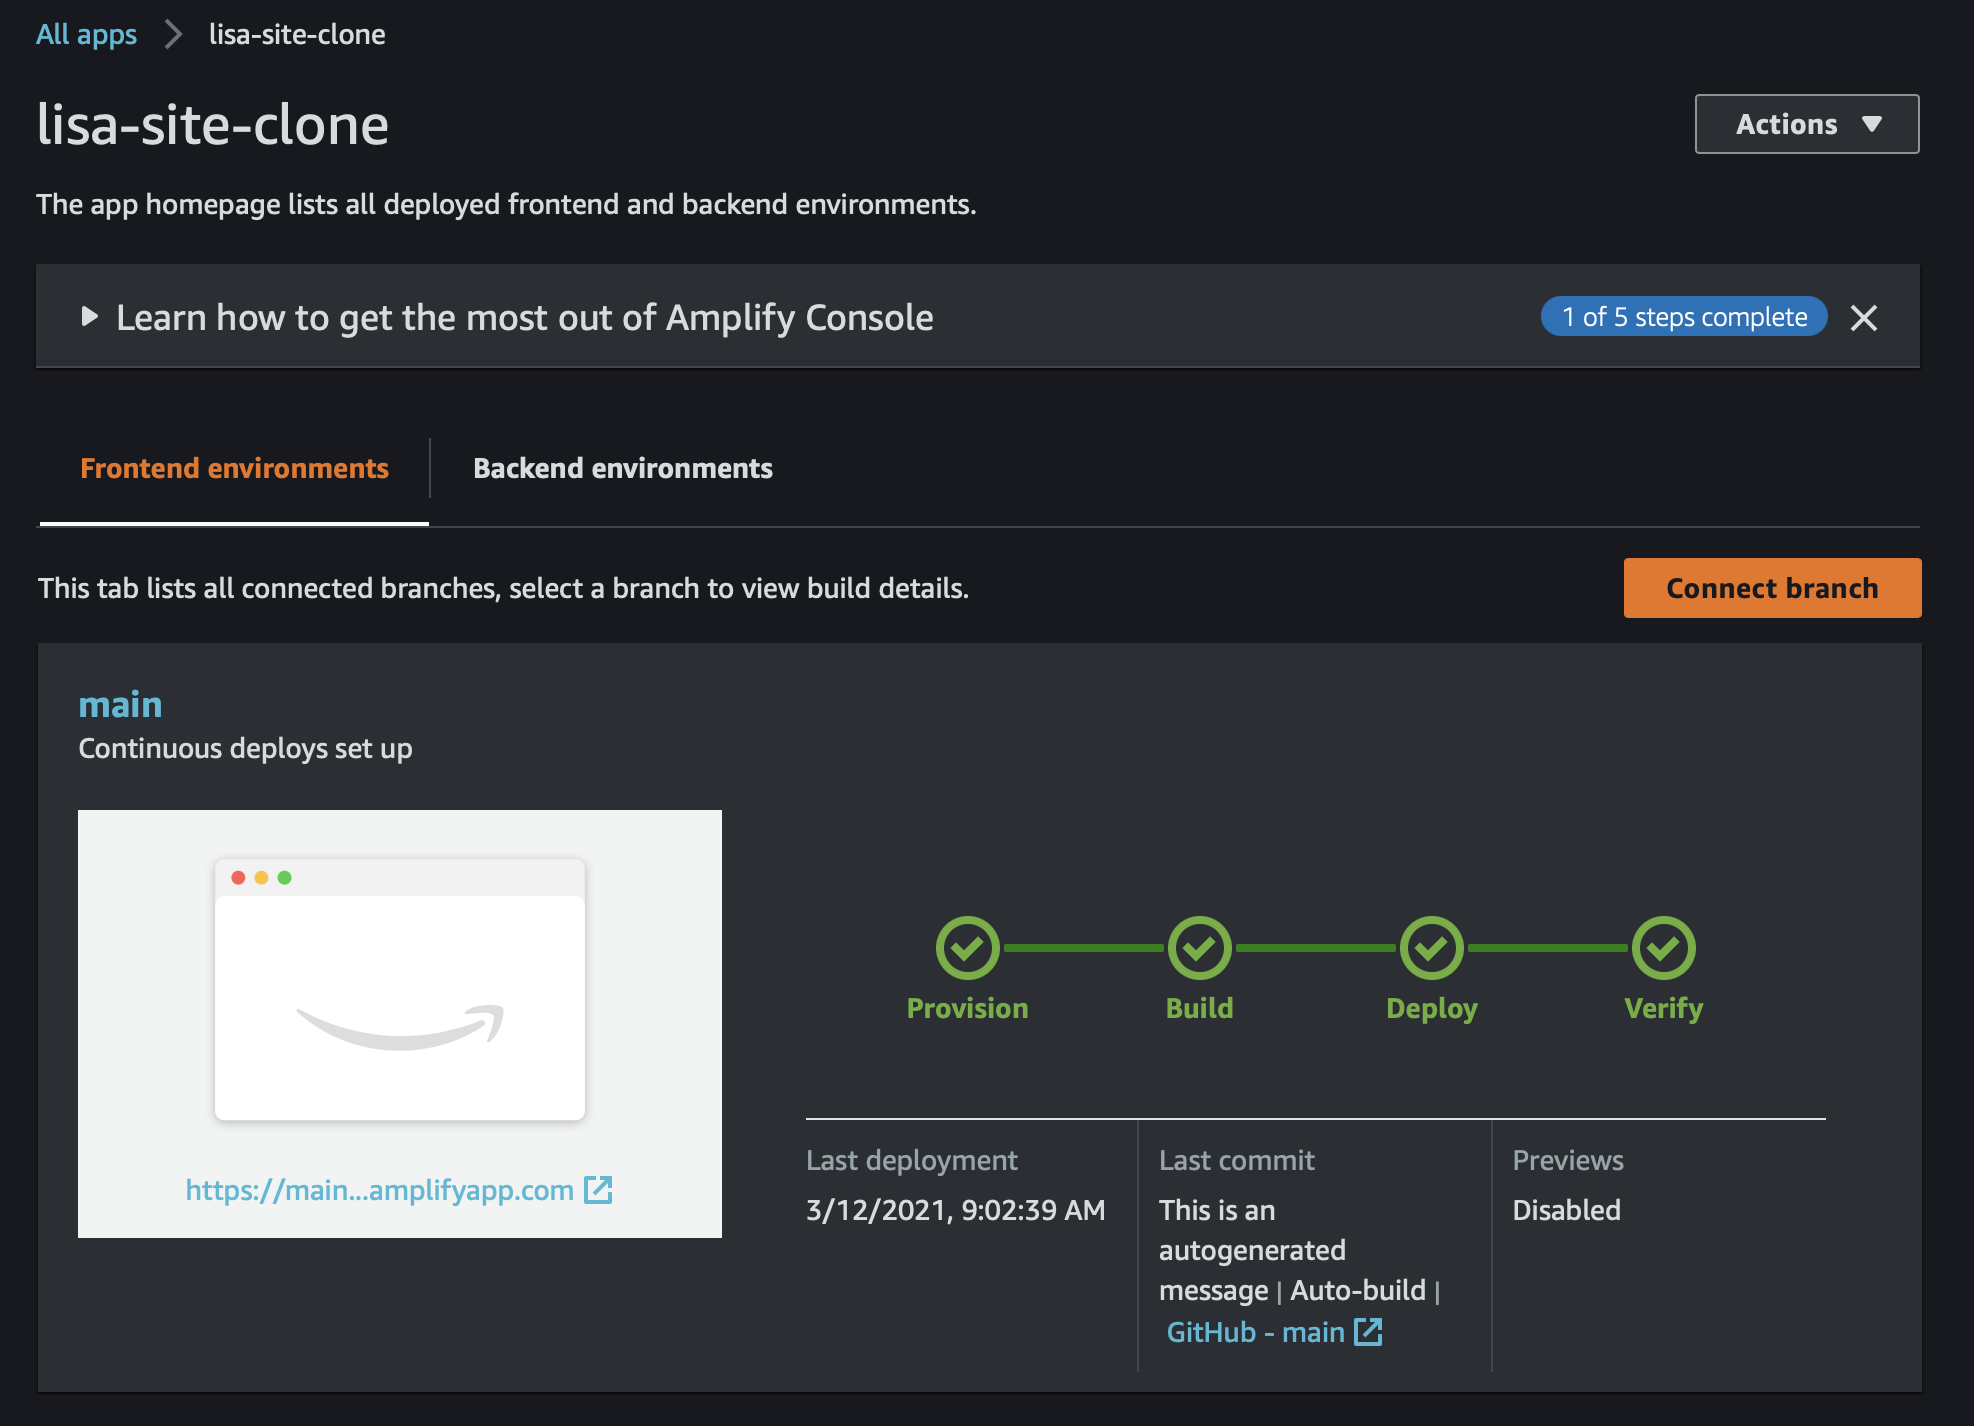 All apps
lisa-site-clone
lisa-site-clone
Actions
The app homepage lists all deployed frontend and backend environments.
Learn how to get the most out of Amplify Console
1 of 5 steps complete
Frontend environments
Backend environments
This tab lists all connected branches, select a branch to view build details.
Connect branch
main
Continuous deploys set up
https://main...amplifyapp.com
Provision
Build
Deploy
Verify
Last deployment
3/12/2021, 9:02:39 AM
Last commit
This is an
autogenerated
message | Auto-build |
GitHub - main
Previews
Disabled